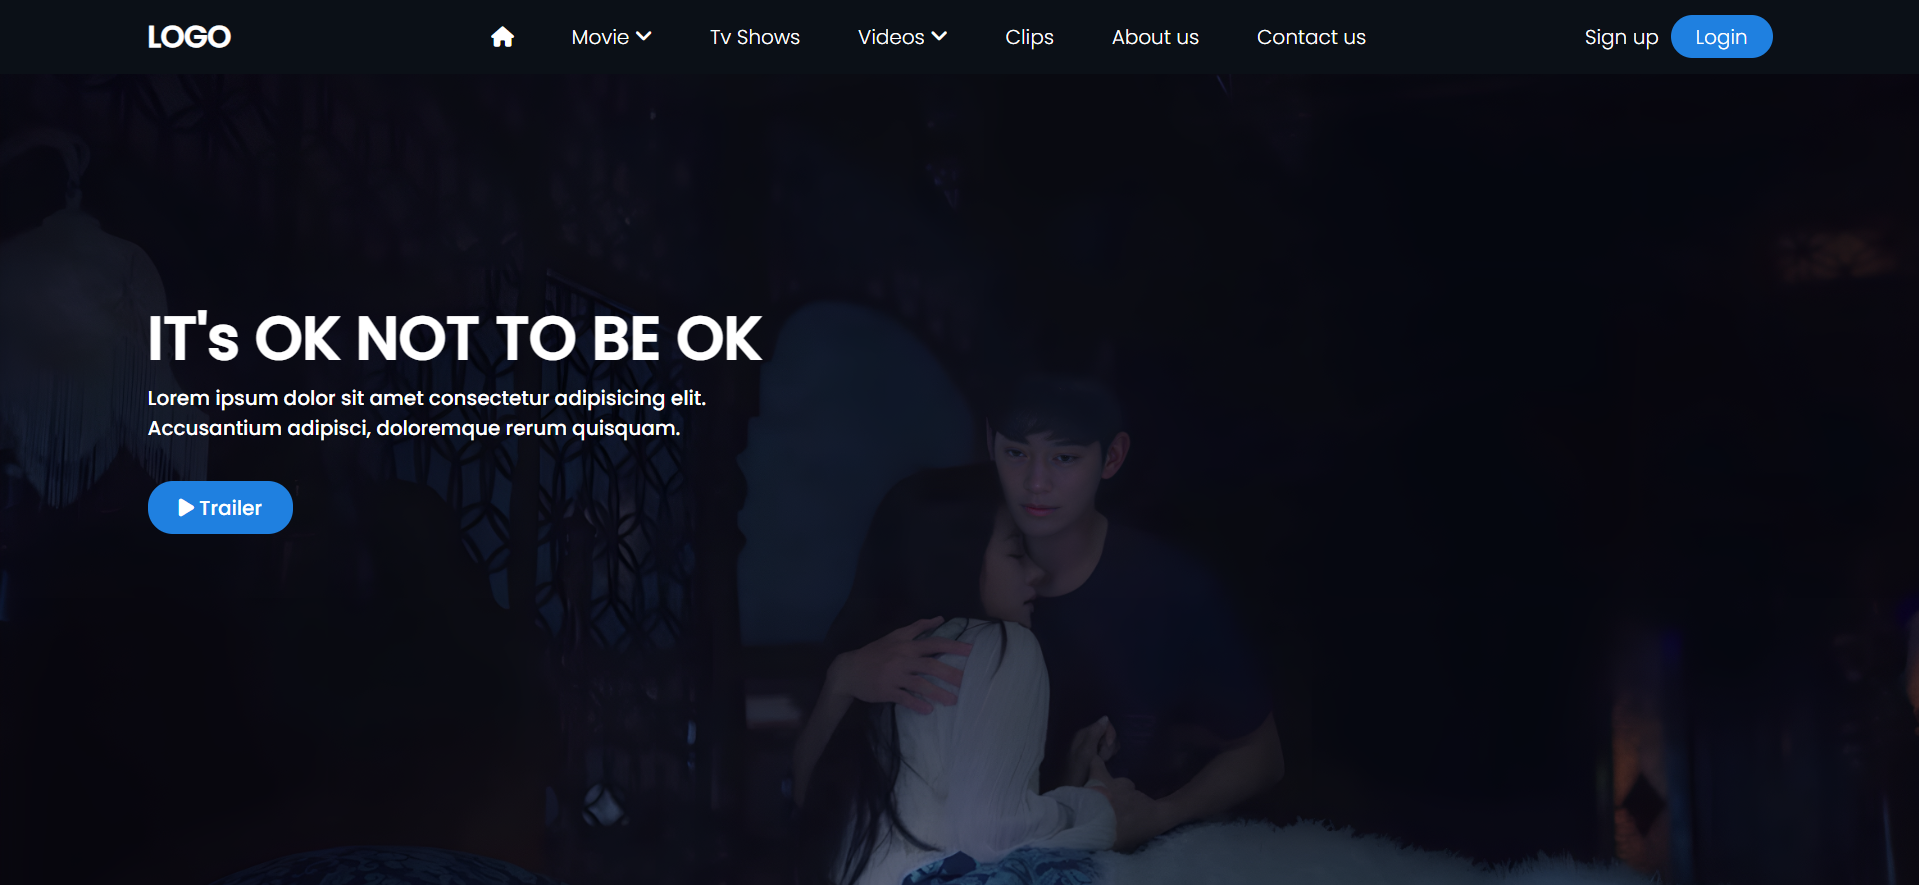 LOGO
Movie
Tv Shows
Videos
Clips
About us
Contact us
Sign up
Login
IT's OK NOT TO BE OK
Lorem ipsum dolor sit amet consectetur adipisicing elit.
Accusantium adipisci, doloremque rerum quisquam.
Trailer